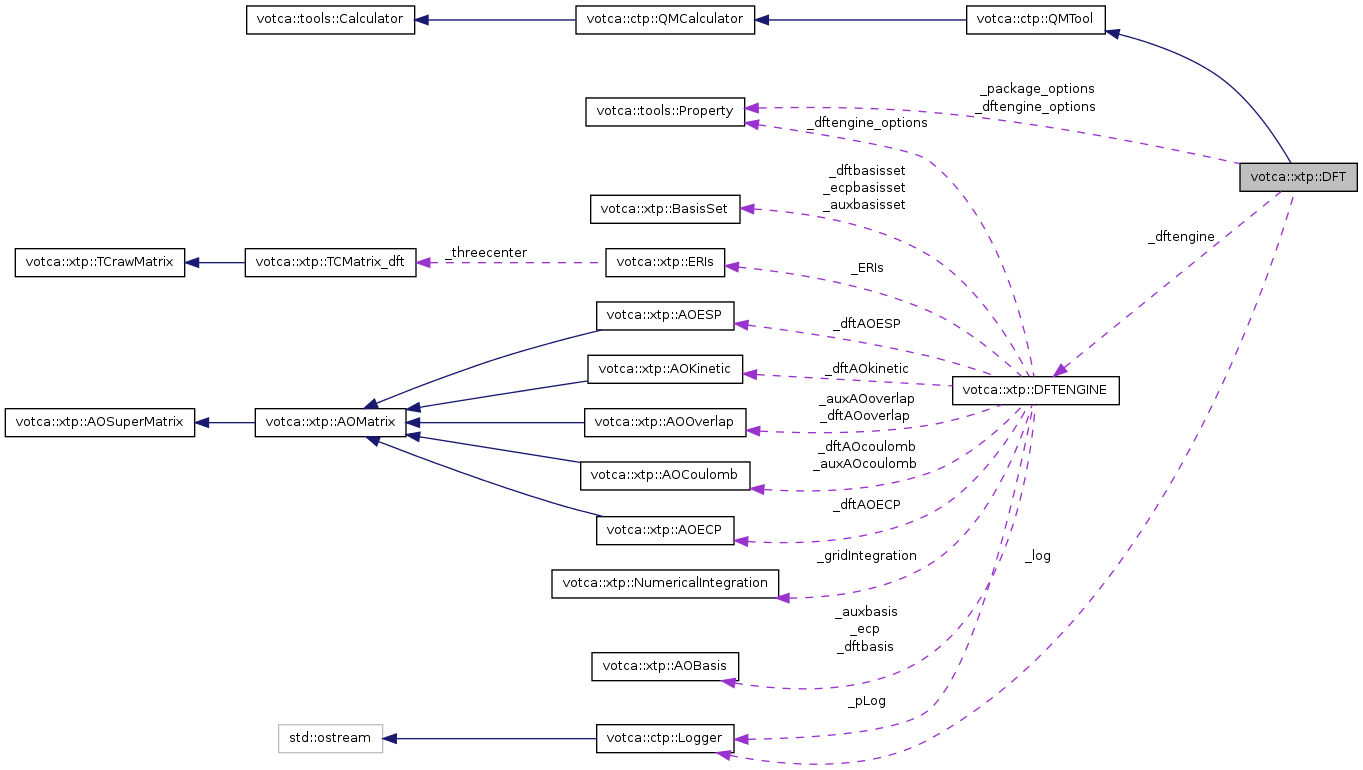 votca::tools::Calculator
votca::ctp::QMCalculator
votca::ctp::QMTool
_package_options
_dftengine_options
votca::tools::Property
_dftengine_options
votca::xtp::DFT
_dftbasisset
_ecpbasisset
_auxbasisset
votca::xtp::BasisSet
_dftengine
votca::xtp::TCrawMatrix
votca::xtp::TCMatrix_dft
_threecenter
votca::xtp::ERIs
_ERIs
votca::xtp::AOESP
_dftAOESP
votca::xtp::AOKinetic
_dftAOkinetic
votca::xtp::DFTENGINE
_auxAOoverlap
_dftAOoverlap
votca::xtp::AOSuperMatrix
votca::xtp::AOMatrix
votca::xtp::AOOverlap
_dftAOcoulomb
_auxAOcoulomb
votca::xtp::AOCoulomb
_dftAOECP
votca::xtp::AOECP
_gridIntegration
_log
votca::xtp::NumericalIntegration
_auxbasis
_ecp
_dftbasis
votca::xtp::AOBasis
_pLog
std::ostream
votca::ctp::Logger